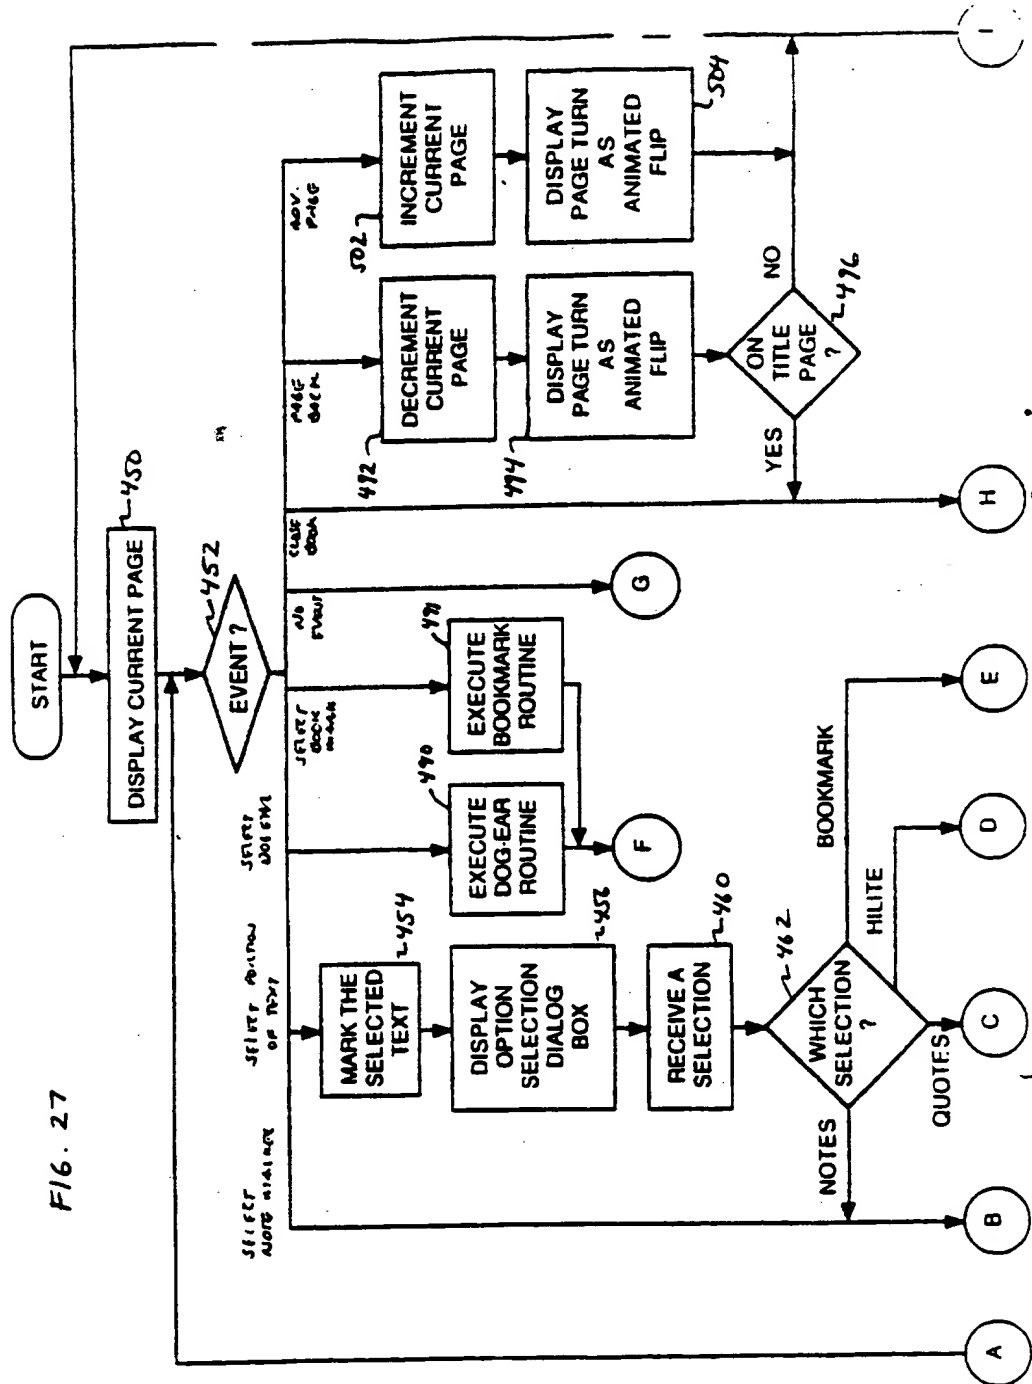 FIG. 27
START
DISPLAY CURRENT PAGE
450
EVENT ?
452
SELECT
NOTE MARKER
SELECT PORTION
OF TEXT
SELECT
DOG EAR
SELECT
BOOK
MARK
NO
EVENT
CLOSE
BOOK
PAGE
BACK
ADV.
PAGE
MARK THE
SELECTED
TEXT
454
DISPLAY
OPTION
SELECTION
DIALOG
BOX
RECEIVE A
SELECTION
460
WHICH
SELECTION
?
462
NOTES
QUOTES
HILITE
BOOKMARK
490
EXECUTE
DOG-EAR
ROUTINE
491
EXECUTE
BOOKMARK
ROUTINE
492
DECREMENT
CURRENT
PAGE
494
DISPLAY
PAGE TURN
AS
ANIMATED
FLIP
ON
TITLE
PAGE
?
496
YES
NO
502
INCREMENT
CURRENT
PAGE
DISPLAY
PAGE TURN
AS
ANIMATED
FLIP
504
F
G
A
B
C
D
E
H
I